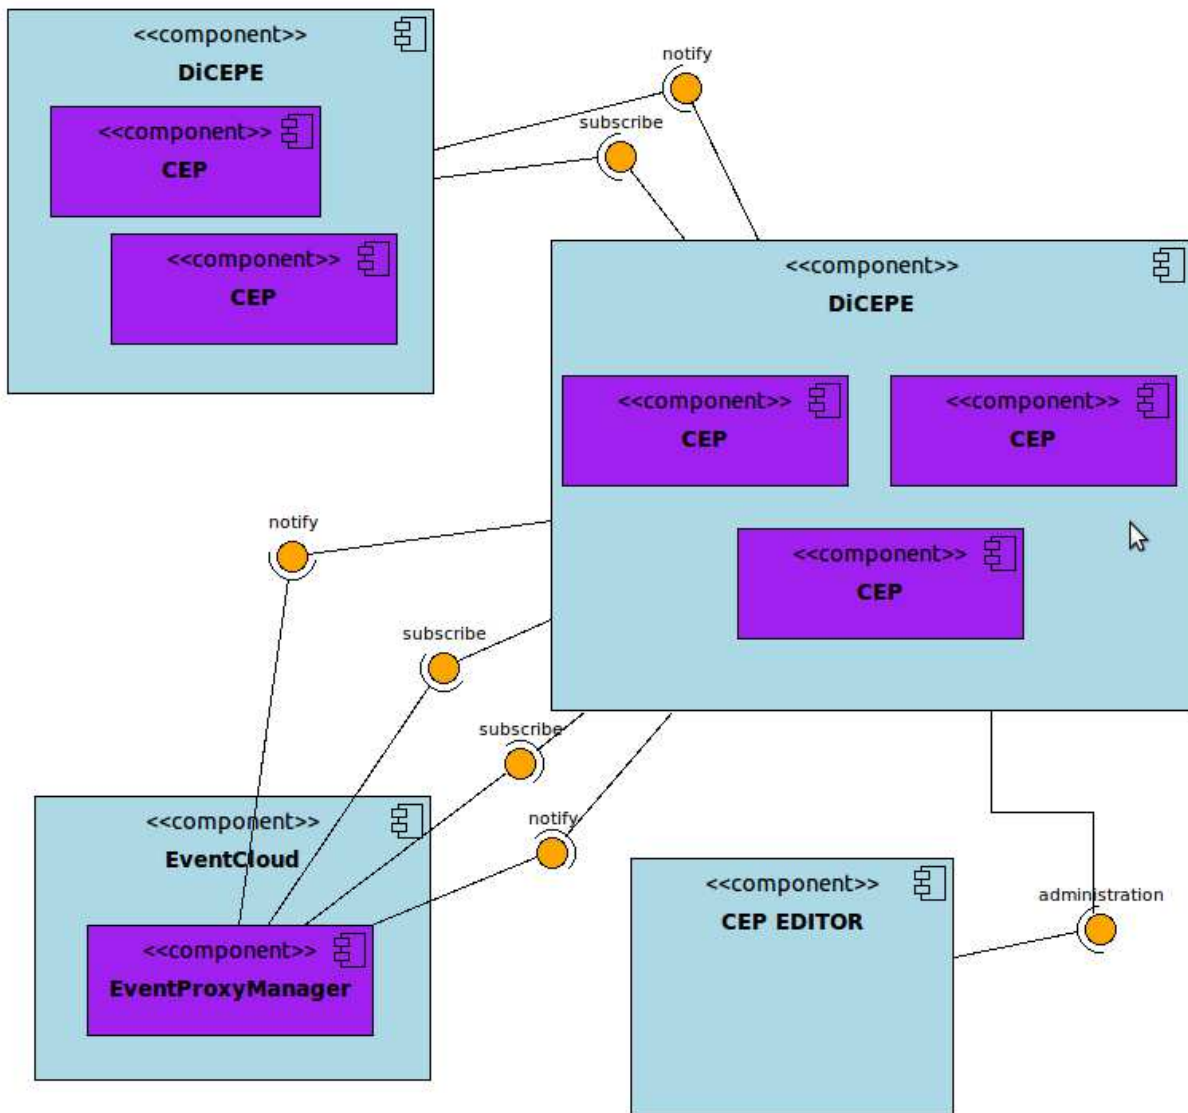 <<component>>
DiCEPE
<<component>>
CEP
<<component>>
CEP
notify
subscribe
<<component>>
DiCEPE
<<component>>
CEP
<<component>>
CEP
<<component>>
CEP
notify
subscribe
subscribe
notify
<<component>>
EventCloud
<<component>>
EventProxyManager
<<component>>
CEP EDITOR
administration